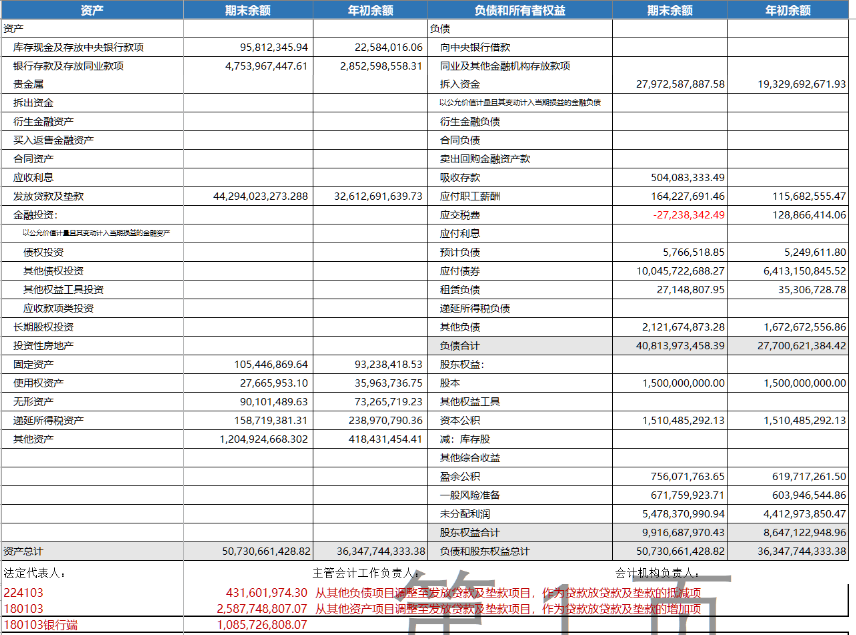 资产 期末余额 年初余额 负债和所有者权益 期末余额 年初余额
资产 负债
库存现金及存放中央银行款项 95,812,345.94 22,584,016.06 向中央银行借款
银行存款及存放同业款项 4,753,967,447.61 2,852,598,558.31 同业及其他金融机构存放款项
贵金属 拆入资金 27,972,587,887.58 19,329,692,671.93
拆出资金 以公允价值计量且其变动计入当期损益的金融负债
衍生金融资产 衍生金融负债
买入返售金融资产 合同负债
合同资产 卖出回购金融资产款
应收利息 吸收存款 504,083,333.49
发放贷款及垫款 44,294,023,273.288 32,612,691,639.73 应付职工薪酬 164,227,691.46 115,682,555.47
金融投资: 应交税费 -27,238,342.49 128,866,414.06
以公允价值计量且其变动计入当期损益的金融资产 应付利息
债权投资 预计负债 5,766,518.85 5,249,611.80
其他债权投资 应付债券 10,045,722,688.27 6,413,150,845.52
其他权益工具投资 租赁负债 27,148,807.95 35,306,728.78
应收款项类投资 递延所得税负债
长期股权投资 其他负债 2,121,674,873.28 1,672,672,556.86
投资性房地产 负债合计 40,813,973,458.39 27,700,621,384.42
固定资产 105,446,869.64 93,238,418.53 股东权益:
使用权资产 27,665,953.10 35,963,736.75 股本 1,500,000,000.00 1,500,000,000.00
无形资产 90,101,489.63 73,265,719.23 其他权益工具
递延所得税资产 158,719,381.31 238,970,790.36 资本公积 1,510,485,292.13 1,510,485,292.13
其他资产 1,204,924,668.302 418,431,454.41 减: 库存股
其他综合收益
盈余公积 756,071,763.65 619,717,261.50
一般风险准备 671,759,923.71 603,946,544.86
未分配利润 5,478,370,990.94 4,412,973,850.47
股东权益合计 9,916,687,970.43 8,647,122,948.96
资产总计 50,730,661,428.82 36,347,744,333.38 负债和股东权益总计 50,730,661,428.82 36,347,744,333.38
法定代表人: 主管会计工作负责人: 会计机构负责人:
224103 431,601,974.30 从其他负债项目调整至发放贷款及垫款项目，作为贷款放贷款及垫款的抵减项
180103 2,587,748,807.07 从其他资产项目调整至发放贷款及垫款项目，作为贷款放贷款及垫款的增加项
180103银行端 1,085,726,808.07
第 1 页